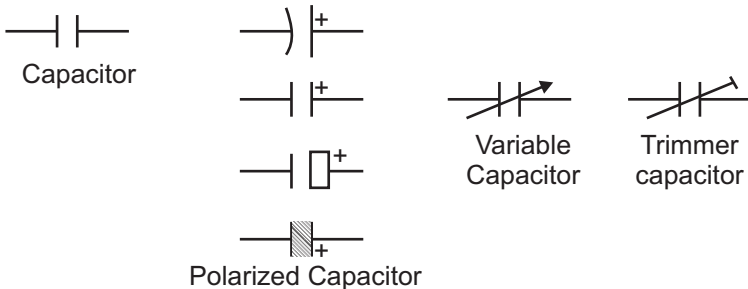 +
Capacitor
+
+
Variable
Capacitor
Trimmer
capacitor
+
Polarized Capacitor